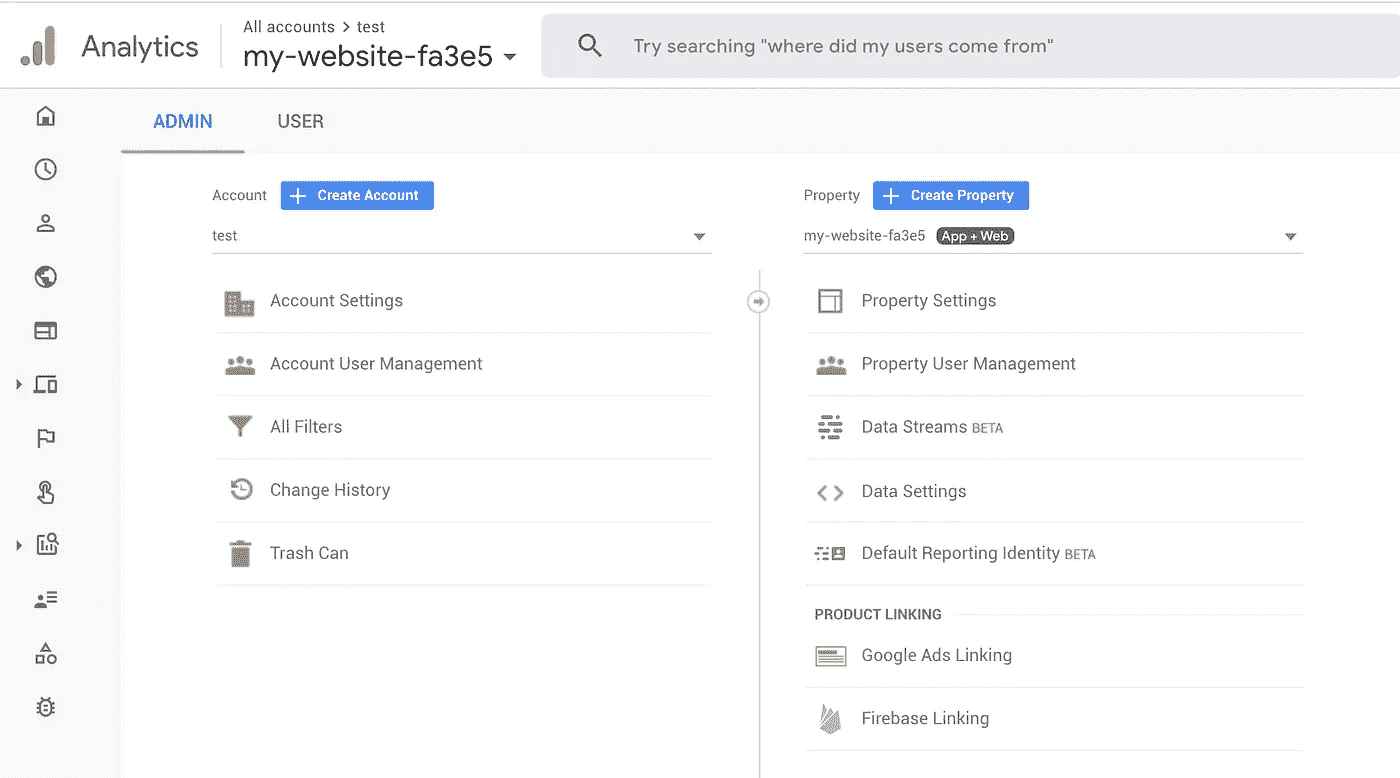 Analytics
All accounts > test
my-website-fa3e5
Try searching "where did my users come from"
ADMIN
USER
Account
Create Account
test
Account Settings
Account User Management
All Filters
Change History
Trash Can
Property
Create Property
my-website-fa3e5 App + Web
Property Settings
Property User Management
Data Streams BETA
Data Settings
Default Reporting Identity BETA
PRODUCT LINKING
Google Ads Linking
Firebase Linking